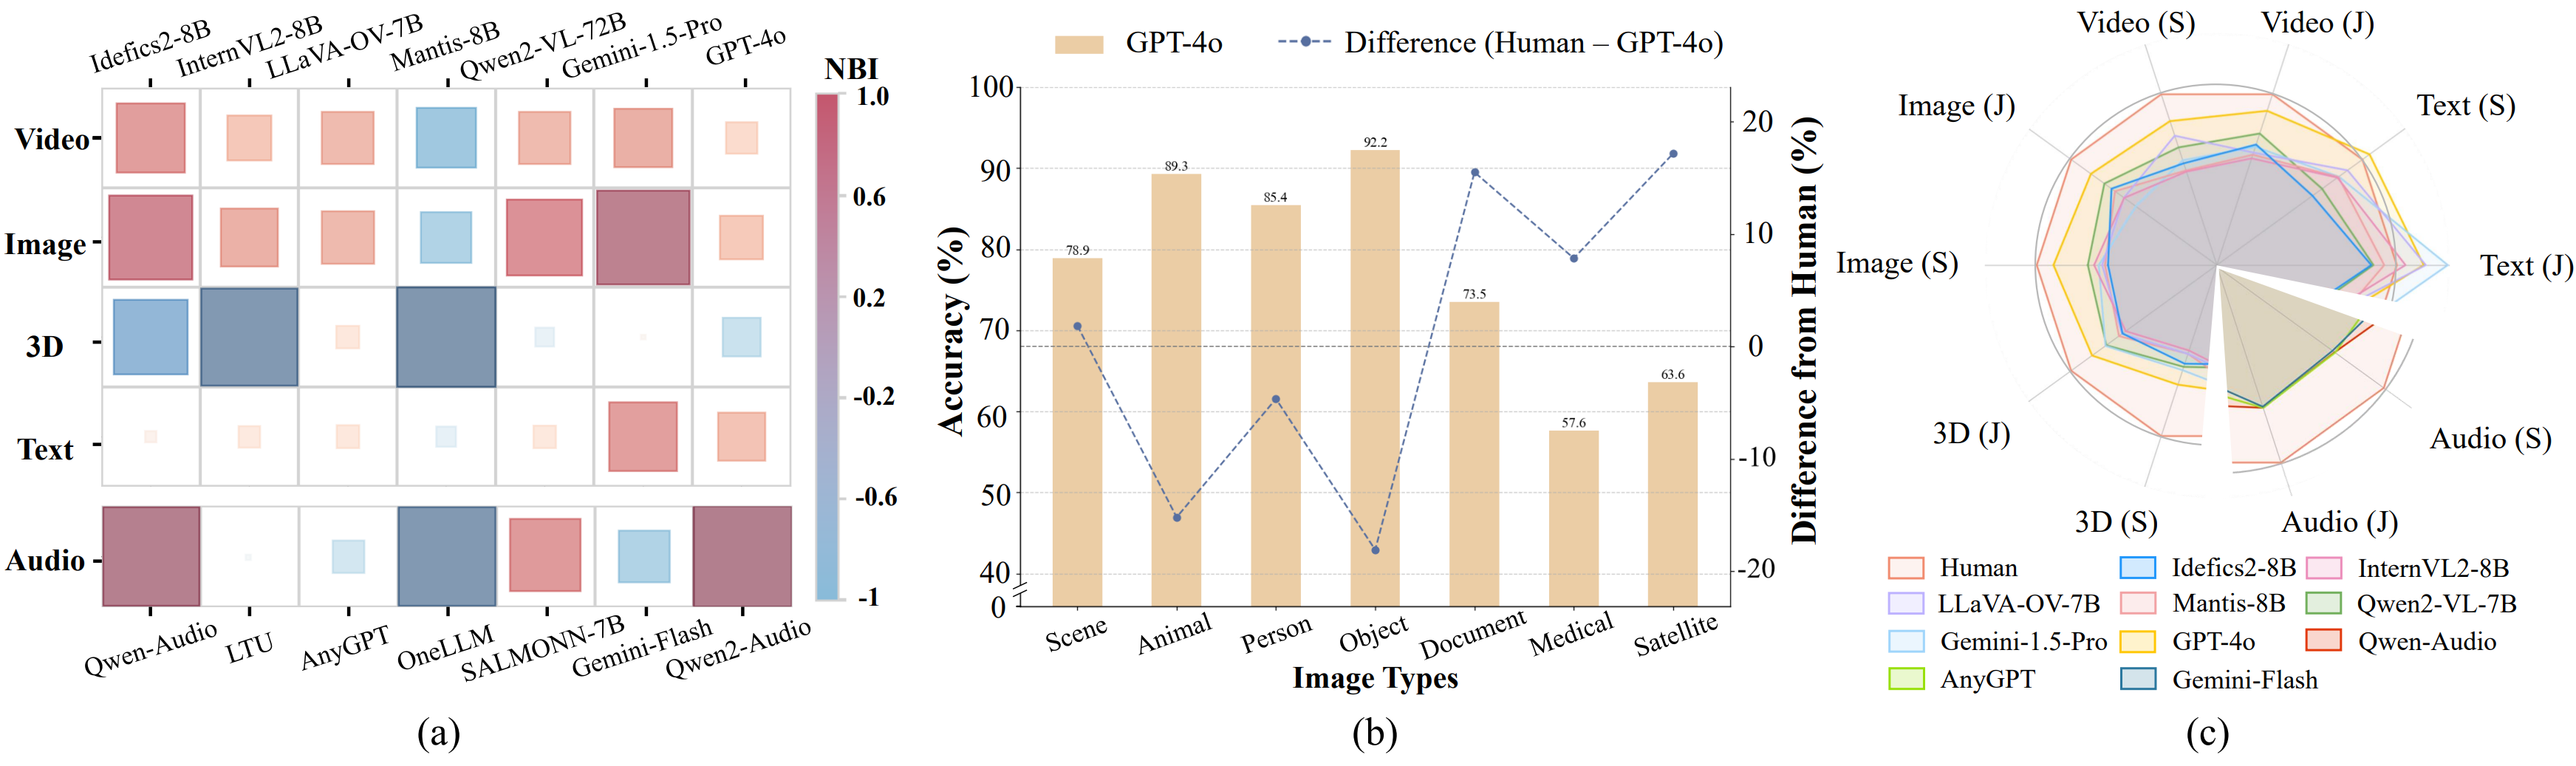 Idefics2-8B
InternVL2-8B
LLaVA-OV-7B
Mantis-8B
Qwen2-VL-72B
Gemini-1.5-Pro
GPT-4o
NBI
1.0
0.6
0.2
-0.2
-0.6
-1
Video
Image
3D
Text
Audio
Qwen-Audio
LTU
AnyGPT
OneLLM
SALMONN-7B
Gemini-Flash
Qwen2-Audio
(a)
GPT-4o
Difference (Human – GPT-4o)
Accuracy (%)
100
90
80
70
60
50
40
0
78.9
89.3
85.4
92.2
73.5
57.6
63.6
20
10
0
-10
-20
Difference from Human (%)
Scene
Animal
Person
Object
Document
Medical
Satellite
Image Types
(b)
Video (S)
Video (J)
Image (J)
Text (S)
Image (S)
Text (J)
3D (J)
Audio (S)
3D (S)
Audio (J)
Human
Idefics2-8B
InternVL2-8B
LLaVA-OV-7B
Mantis-8B
Qwen2-VL-7B
Gemini-1.5-Pro
GPT-4o
Qwen-Audio
AnyGPT
Gemini-Flash
(c)